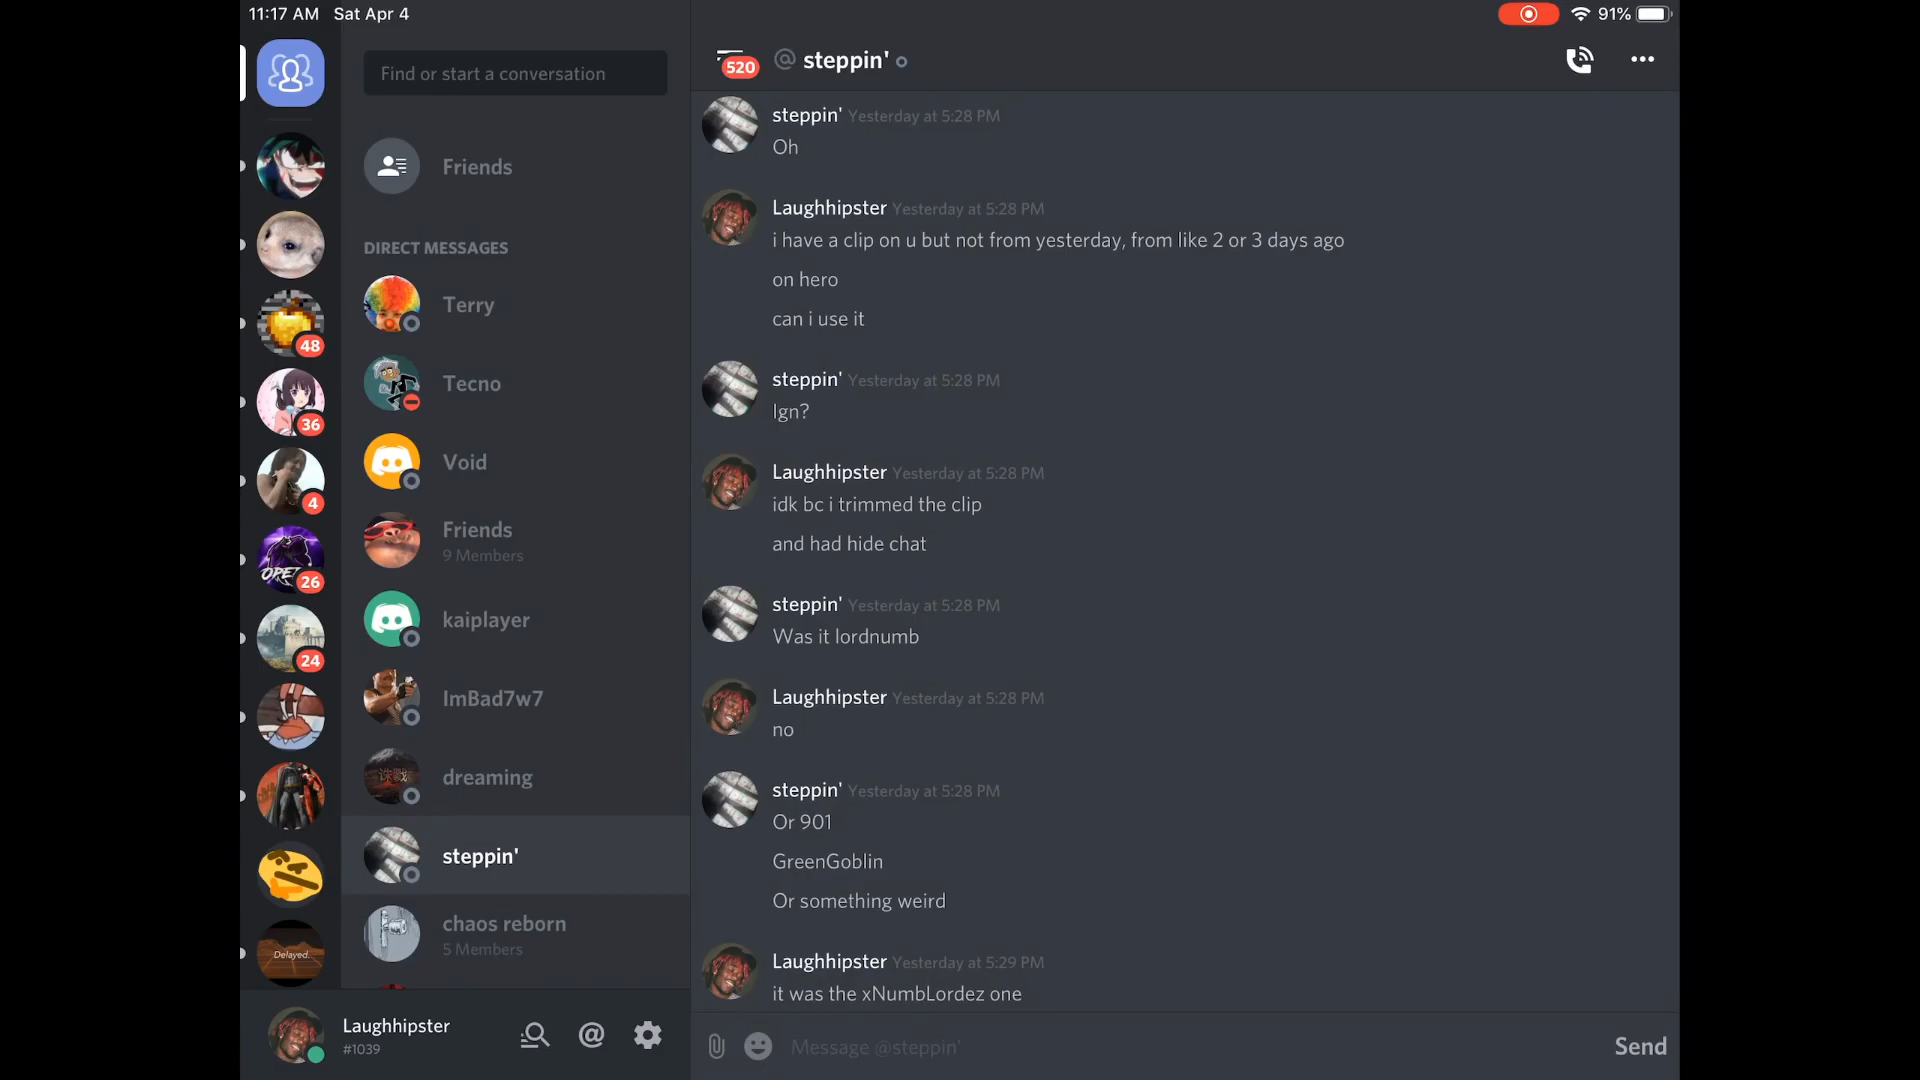 11:17 AM Sat Apr 4
91%
Find or start a conversation
Friends
DIRECT MESSAGES
Terry
Tecno
Void
Friends
9 Members
kaiplayer
ImBad7w7
dreaming
steppin'
chaos reborn
5 Members
48
36
4
OPEZ
26
24
Delayed.
Laughhipster
#1039
520
@ steppin'
steppin' Yesterday at 5:28 PM
Oh
Laughhipster Yesterday at 5:28 PM
i have a clip on u but not from yesterday, from like 2 or 3 days ago
on hero
can i use it
steppin' Yesterday at 5:28 PM
Ign?
Laughhipster Yesterday at 5:28 PM
idk bc i trimmed the clip
and had hide chat
steppin' Yesterday at 5:28 PM
Was it lordnumb
Laughhipster Yesterday at 5:28 PM
no
steppin' Yesterday at 5:28 PM
Or 901
GreenGoblin
Or something weird
Laughhipster Yesterday at 5:29 PM
it was the xNumbLordez one
Message @steppin'
Send